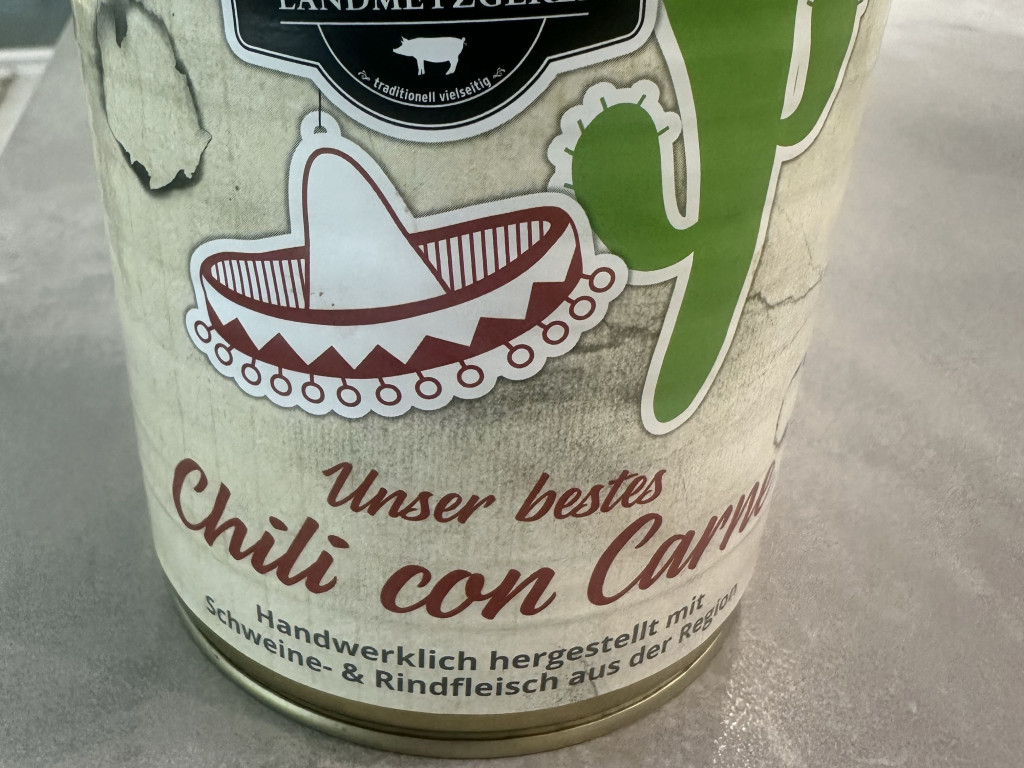 LANDMETZGEREI
traditionell vielseitig
Unser bestes
Chili con Carne
Handwerklich hergestellt mit
Schweine- & Rindfleisch aus der Region